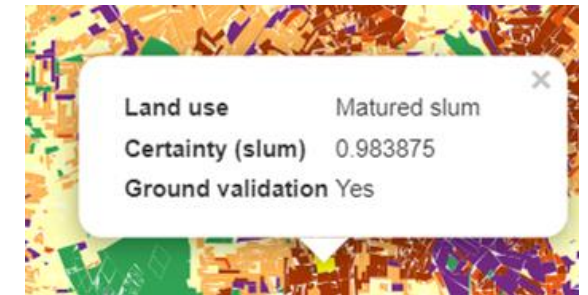 Land use Matured slum
Certainty (slum) 0.983875
Ground validation Yes